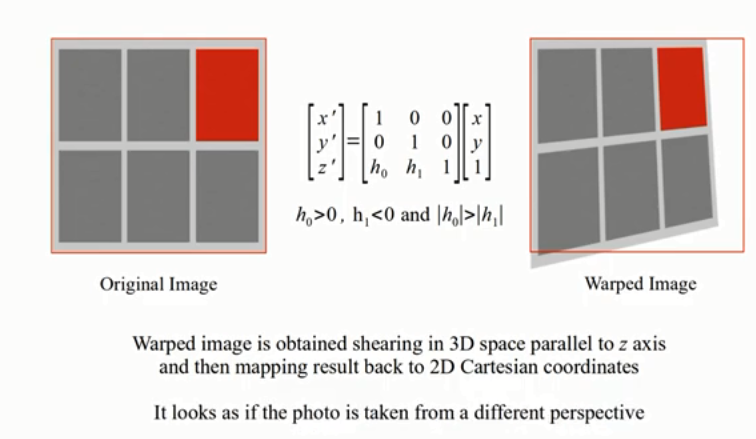 [x' y' z'] = [1 0 0; 0 1 0; h₀ h₁ 1] [x y 1]
h₀>0 , h₁<0 and |h₀|>|h₁|
Original Image
Warped Image
Warped image is obtained shearing in 3D space parallel to z axis
and then mapping result back to 2D Cartesian coordinates
It looks as if the photo is taken from a different perspective